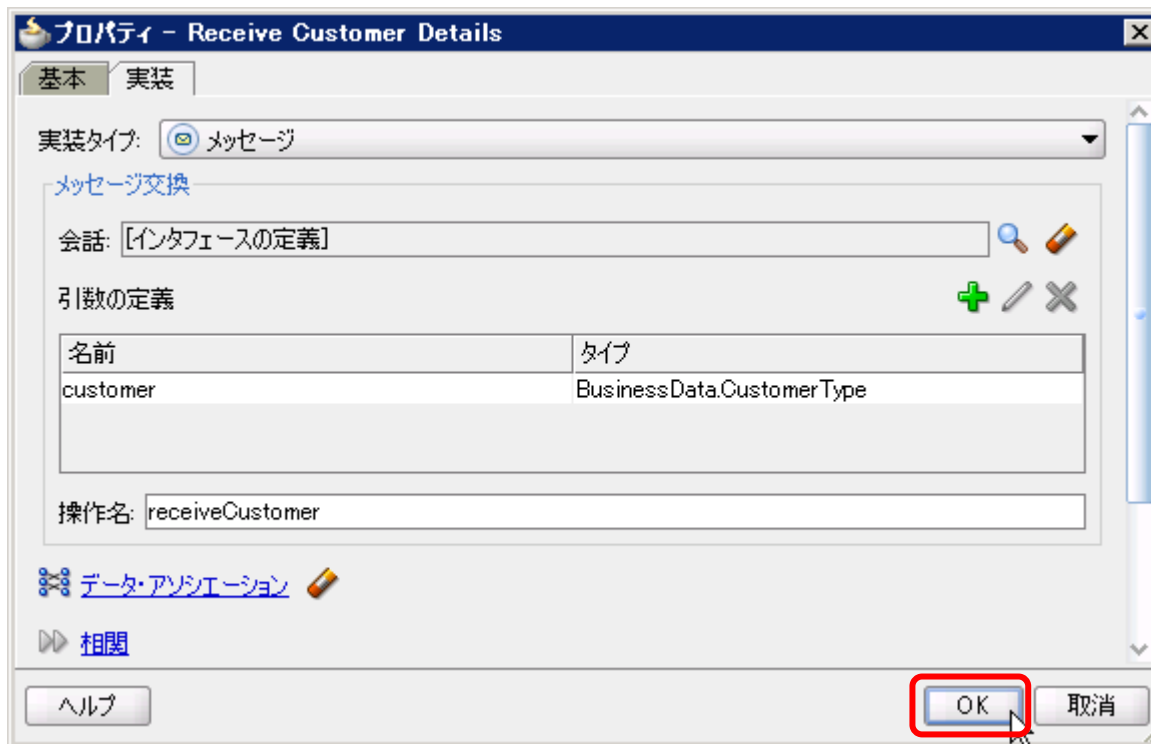 プロパティ - Receive Customer Details
基本 実装
実装タイプ: メッセージ
メッセージ交換
会話: [インタフェースの定義]
引数の定義
名前 タイプ
customer BusinessData.CustomerType
操作名: receiveCustomer
データ・アソシエーション
相関
ヘルプ OK 取消